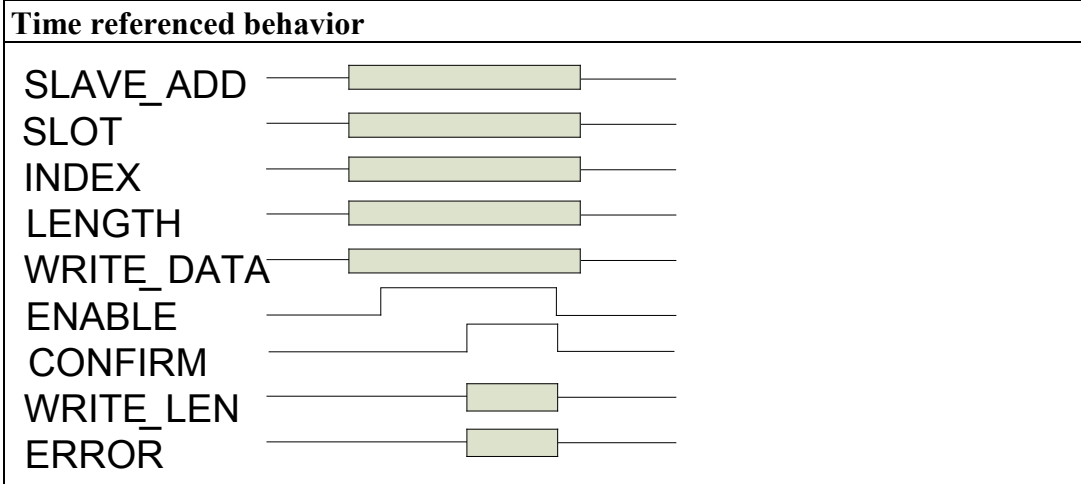 Time referenced behavior
SLAVE_ADD
SLOT
INDEX
LENGTH
WRITE_DATA
ENABLE
CONFIRM
WRITE_LEN
ERROR